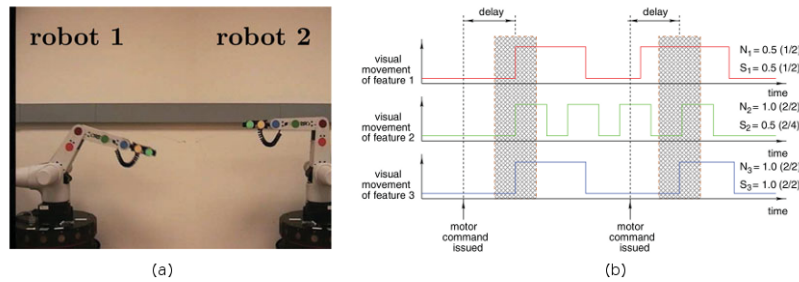 robot 1
robot 2
(a)
delay
delay
visual
movement
of feature 1
N₁ = 0.5 (1/2)
S₁ = 0.5 (1/2)
time
visual
movement
of feature 2
N₂ = 1.0 (2/2)
S₂ = 0.5 (2/4)
time
visual
movement
of feature 3
N₃ = 1.0 (2/2)
S₃ = 1.0 (2/2)
time
motor
command
issued
motor
command
issued
(b)